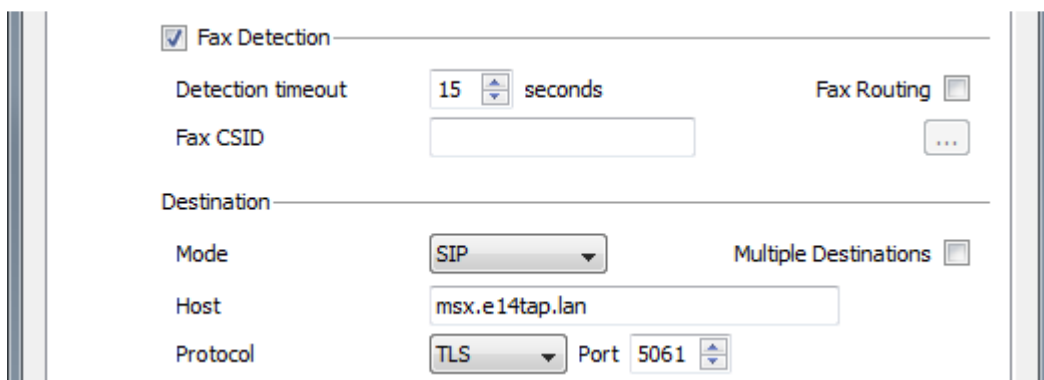 Fax Detection
Detection timeout 15 seconds Fax Routing
Fax CSID ...
Destination
Mode SIP Multiple Destinations
Host msx.e14tap.lan
Protocol TLS Port 5061